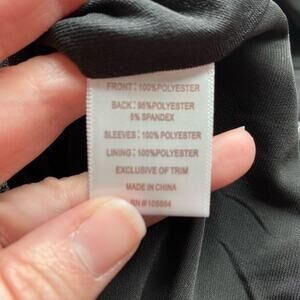 FRONT: 100%POLYESTER
BACK: 95%POLYESTER
5% SPANDEX
SLEEVES: 100% POLYESTER
LINING: 100%POLYESTER
EXCLUSIVE OF TRIM
MADE IN CHINA
RN#